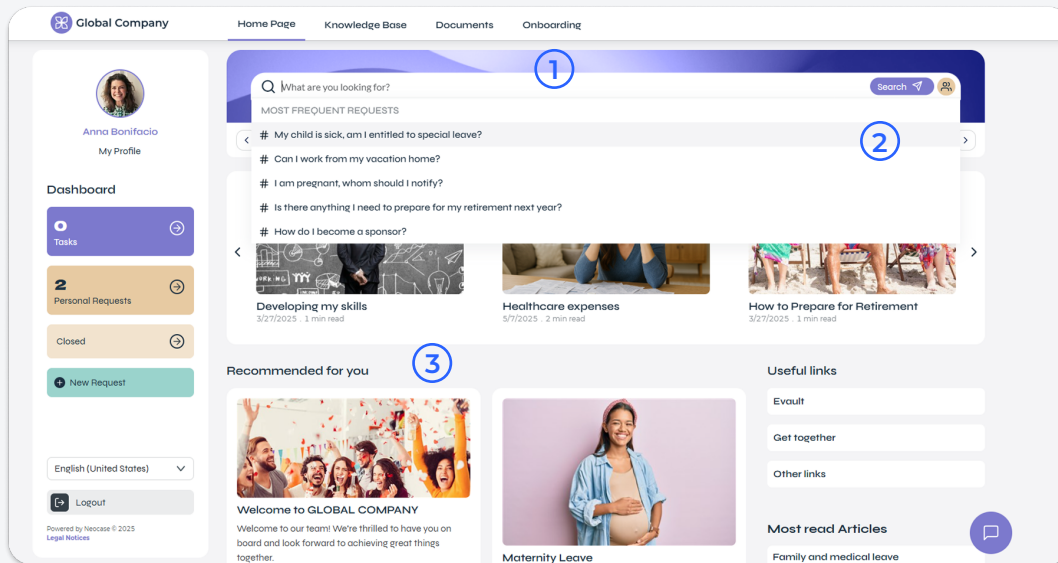 Global Company
Home Page
Knowledge Base
Documents
Onboarding
Anna Bonifacio
My Profile
Dashboard
0
Tasks
2
Personal Requests
Closed
New Request
English (United States)
Logout
Powered by Neocase © 2025
Legal Notices
1
What are you looking for?
Search
MOST FREQUENT REQUESTS
2
# My child is sick, am I entitled to special leave?
# Can I work from my vacation home?
# I am pregnant, whom should I notify?
# Is there anything I need to prepare for my retirement next year?
# How do I become a sponsor?
Developing my skills
3/27/2025 . 1 min read
Healthcare expenses
5/7/2025 . 2 min read
How to Prepare for Retirement
3/27/2025 . 1 min read
3
Recommended for you
Welcome to GLOBAL COMPANY
Welcome to our team! We're thrilled to have you on
board and look forward to achieving great things
together.
Maternity Leave
Useful links
Evault
Get together
Other links
Most read Articles
Family and medical leave